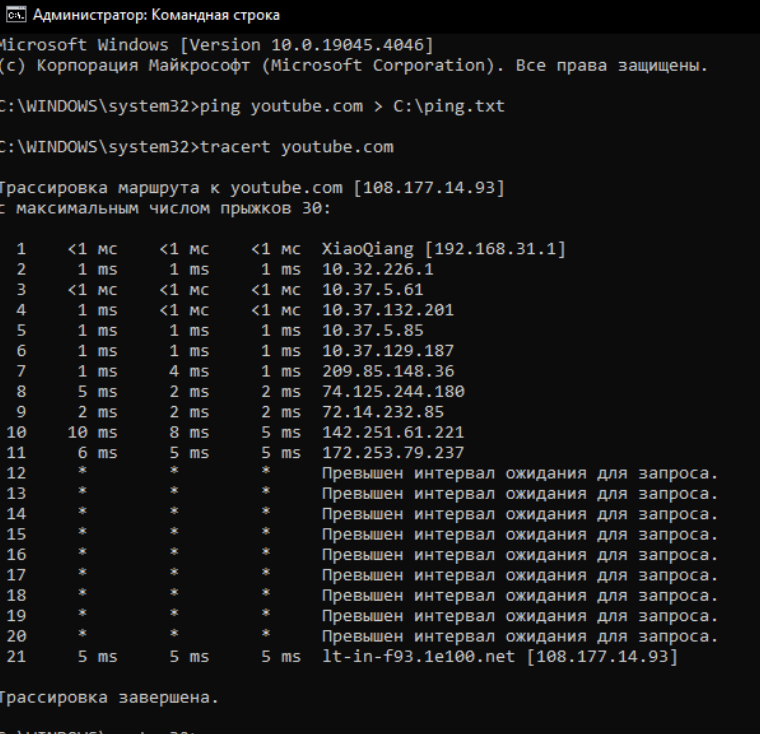 Администратор: Командная строка
Microsoft Windows [Version 10.0.19045.4046]
(с) Корпорация Майкрософт (Microsoft Corporation). Все права защищены.
C:\WINDOWS\system32>ping youtube.com > C:\ping.txt
C:\WINDOWS\system32>tracert youtube.com
Трассировка маршрута к youtube.com [108.177.14.93]
с максимальным числом прыжков 30:
1 <1 мс <1 мс <1 мс XiaoQiang [192.168.31.1]
2 1 ms 1 ms 1 ms 10.32.226.1
3 <1 мс <1 мс <1 мс 10.37.5.61
4 1 ms <1 мс <1 мс 10.37.132.201
5 1 ms 1 ms 1 ms 10.37.5.85
6 1 ms 1 ms 1 ms 10.37.129.187
7 1 ms 4 ms 1 ms 209.85.148.36
8 5 ms 2 ms 2 ms 74.125.244.180
9 2 ms 2 ms 2 ms 72.14.232.85
10 10 ms 8 ms 5 ms 142.251.61.221
11 6 ms 5 ms 5 ms 172.253.79.237
12 * * * Превышен интервал ожидания для запроса.
13 * * * Превышен интервал ожидания для запроса.
14 * * * Превышен интервал ожидания для запроса.
15 * * * Превышен интервал ожидания для запроса.
16 * * * Превышен интервал ожидания для запроса.
17 * * * Превышен интервал ожидания для запроса.
18 * * * Превышен интервал ожидания для запроса.
19 * * * Превышен интервал ожидания для запроса.
20 * * * Превышен интервал ожидания для запроса.
21 5 ms 5 ms 5 ms lt-in-f93.1e100.net [108.177.14.93]
Трассировка завершена.